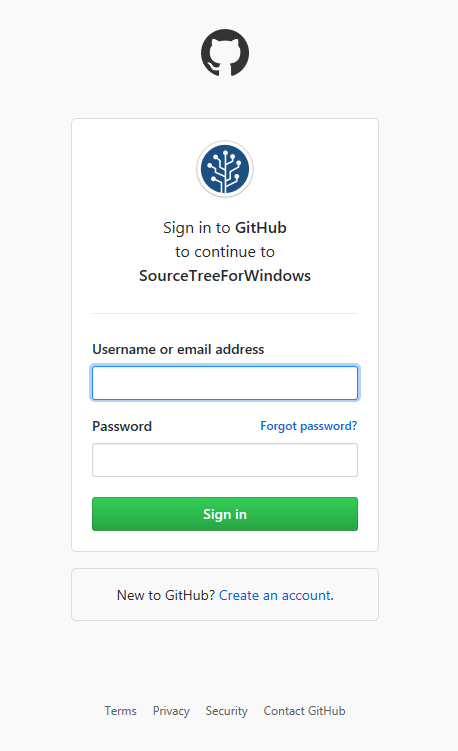 Sign in to GitHub
to continue to
SourceTreeForWindows
Username or email address
Password Forgot password?
Sign in
New to GitHub? Create an account.
Terms Privacy Security Contact GitHub